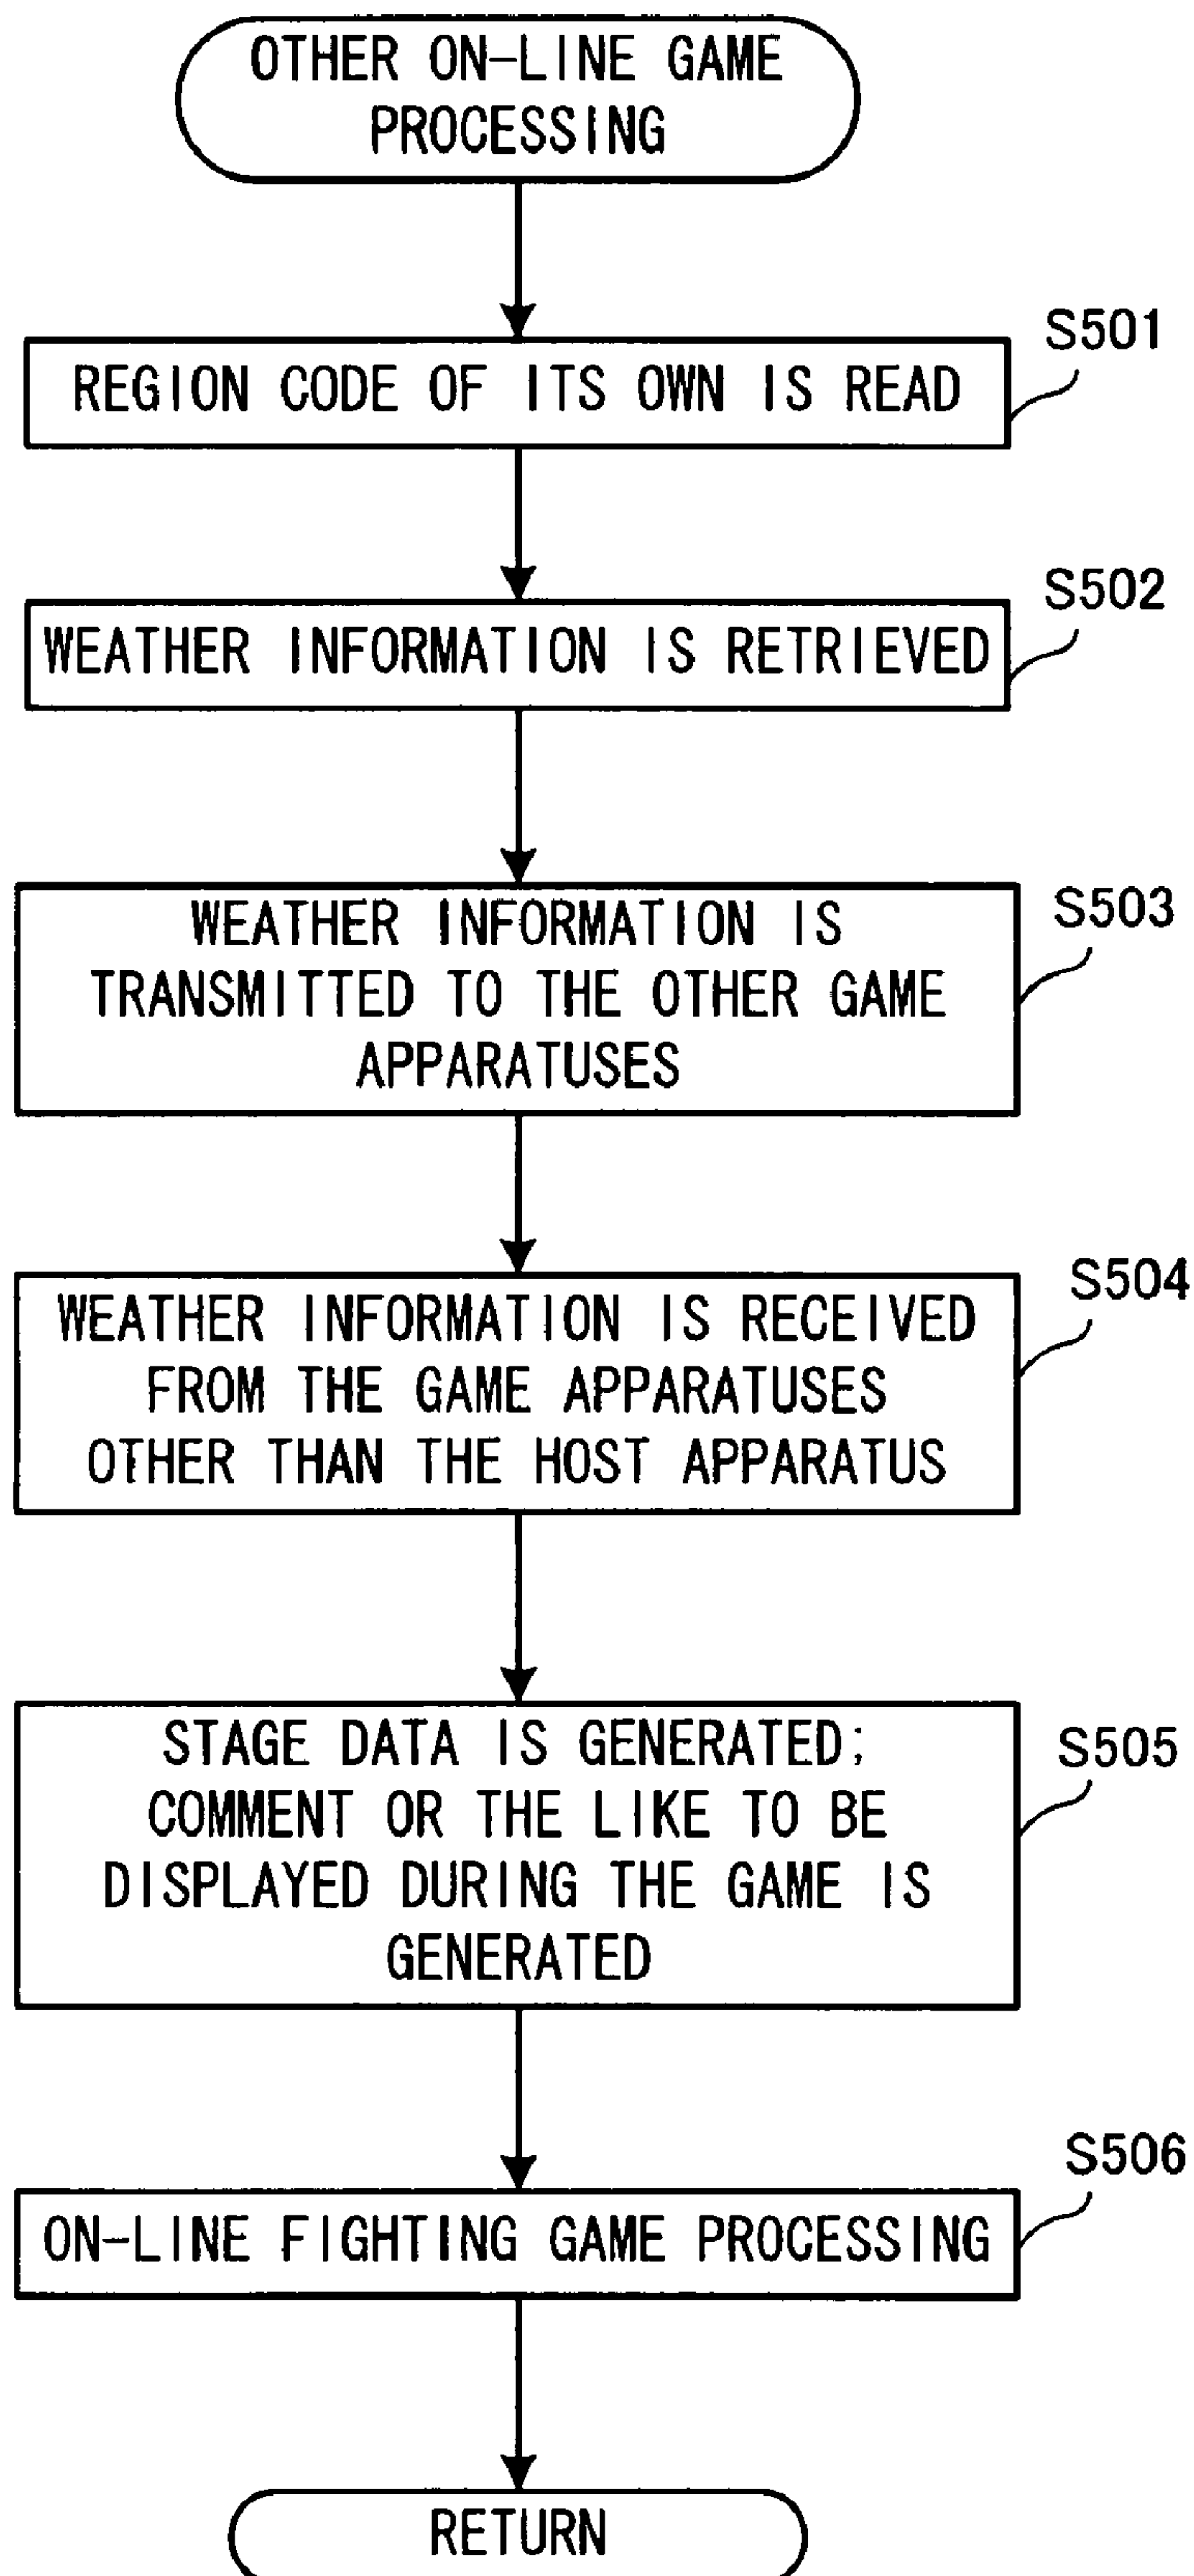 OTHER ON-LINE GAME
PROCESSING
S501
REGION CODE OF ITS OWN IS READ
S502
WEATHER INFORMATION IS RETRIEVED
S503
WEATHER INFORMATION IS
TRANSMITTED TO THE OTHER GAME
APPARATUSES
S504
WEATHER INFORMATION IS RECEIVED
FROM THE GAME APPARATUSES
OTHER THAN THE HOST APPARATUS
S505
STAGE DATA IS GENERATED;
COMMENT OR THE LIKE TO BE
DISPLAYED DURING THE GAME IS
GENERATED
S506
ON-LINE FIGHTING GAME PROCESSING
RETURN